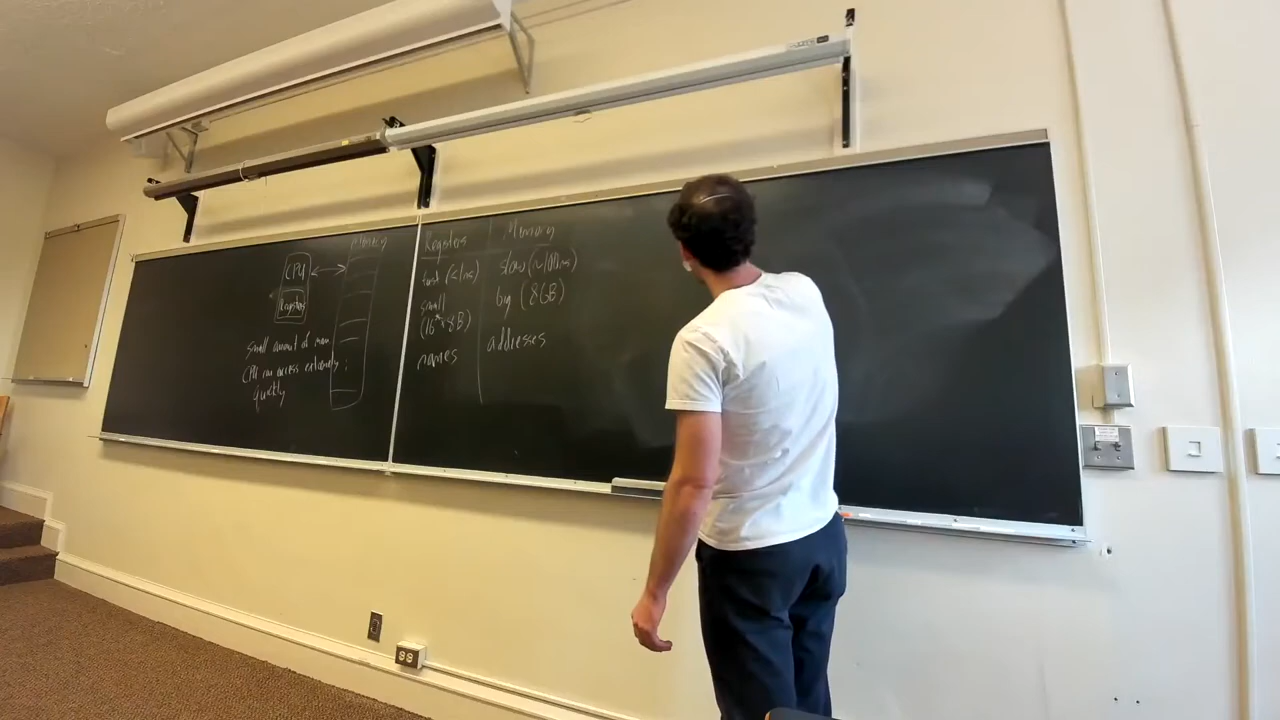 Memory
CPU
Registers
small amount of mem
CPU can access extremely
quickly
Registers
fast (<1ns)
small
(16 × 8B)
names
Memory
slow (~100ns)
big (8GB)
addresses